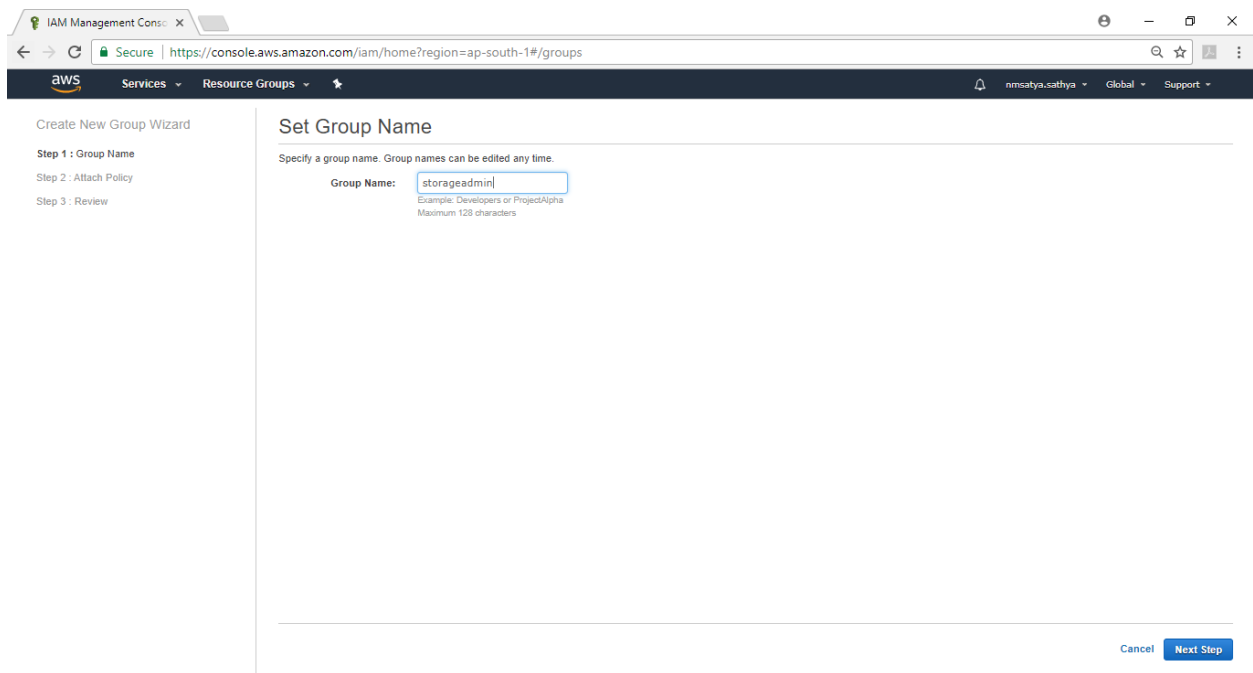 IAM Management Consc
Secure https://console.aws.amazon.com/iam/home?region=ap-south-1#/groups
aws Services Resource Groups nmsatya.sathya Global Support
Create New Group Wizard
Step 1 : Group Name
Step 2 : Attach Policy
Step 3 : Review
Set Group Name
Specify a group name. Group names can be edited any time.
Group Name: storageadmin
Example: Developers or ProjectAlpha
Maximum 128 characters
Cancel Next Step